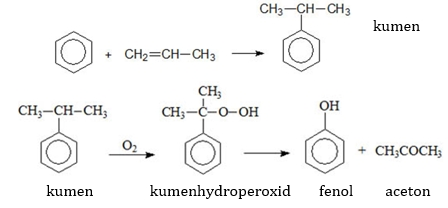 CH₃–CH–CH₃
kumen
+ CH₂=CH–CH₃
CH₃
CH₃–CH–CH₃ CH₃–C–O–OH OH
O₂ + CH₃COCH₃
kumen kumenhydroperoxid fenol aceton